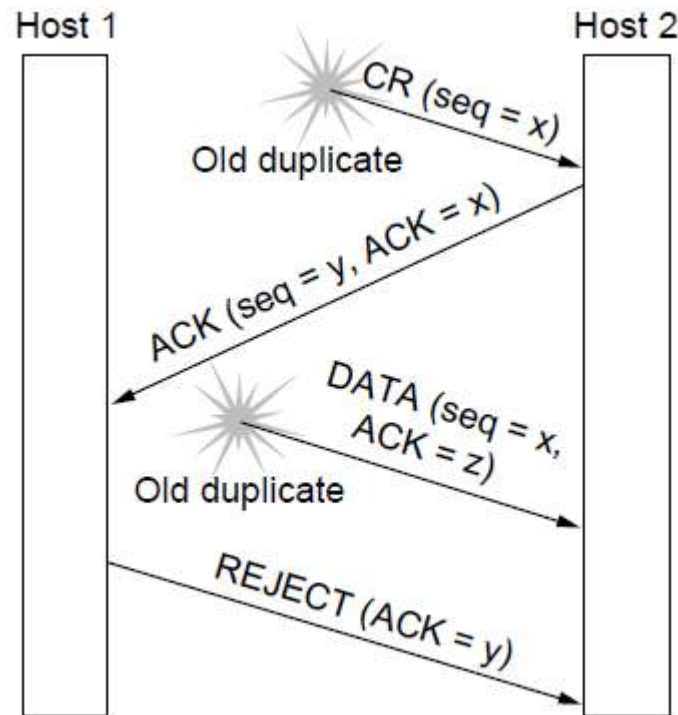 Host 1
Host 2
CR (seq = x)
Old duplicate
ACK (seq = y, ACK = x)
DATA (seq = x,
ACK = z)
Old duplicate
REJECT (ACK = y)